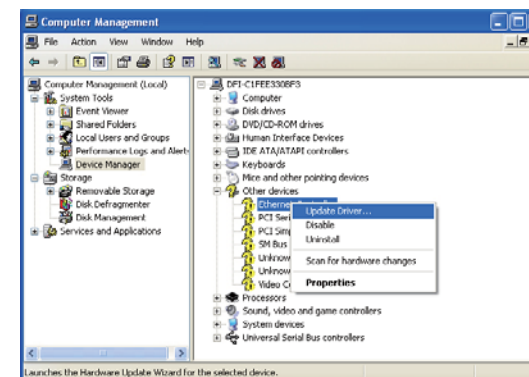 Computer Management
File Action View Window Help
Computer Management (Local)
System Tools
Event Viewer
Shared Folders
Local Users and Groups
Performance Logs and Alert
Device Manager
Storage
Removable Storage
Disk Defragmenter
Disk Management
Services and Applications
DFI-C1FEE3308F3
Computer
Disk drives
DVD/CD-ROM drives
Human Interface Devices
IDE ATA/ATAPI controllers
Keyboards
Mice and other pointing devices
Other devices
Ethernet
PCI Seri
PCI Simp
SM Bus
Unknow
Unknow
Video C
Processors
Sound, video and game controllers
System devices
Universal Serial Bus controllers
Update Driver...
Disable
Uninstall
Scan for hardware changes
Properties
Launches the Hardware Update Wizard for the selected device.